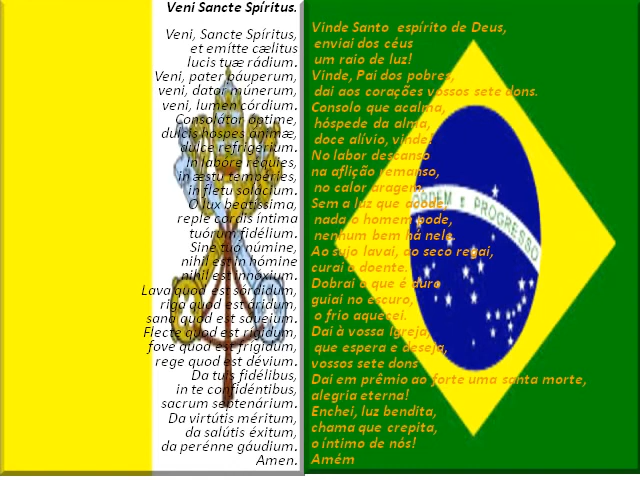 Veni Sancte Spíritus.
Veni, Sancte Spíritus,
et emítte cælitus
lucis tuæ rádium.
Veni, pater páuperum,
veni, dator múnerum,
veni, lumen córdium.
Consolátor óptime,
dulcis hospes ánimæ,
dulce refrigérium.
In labóre réquies,
in æstu tempéries,
in fletu solácium.
O lux beatíssima,
reple cordis íntima
tuórum fidélium.
Sine tuo númine,
nihil est in hómine
nihil est innóxium.
Lava quod est sórdidum,
riga quod est áridum,
sana quod est sáucium.
Flecte quod est rígidum,
fove quod est frígidum,
rege quod est dévium.
Da tuis fidélibus,
in te confidéntibus,
sacrum septenárium.
Da virtútis méritum,
da salútis éxitum,
da perénne gáudium.
Amen.
Vinde Santo espírito de Deus,
enviai dos céus
um raio de luz!
Vinde, Pai dos pobres,
dai aos corações vossos sete dons.
Consolo que acalma,
hóspede da alma,
doce alívio, vinde!
No labor descanso
na aflição remanso,
no calor aragem.
Sem a luz que acode,
nada o homem pode,
nenhum bem há nele.
Ao sujo lavai, ao seco regai,
curai o doente.
Dobrai o que é duro
guiai no escuro,
o frio aquecei.
Dai à vossa Igreja,
que espera e deseja,
vossos sete dons
Dai em prêmio ao forte uma santa morte,
alegria eterna!
Enchei, luz bendita,
chama que crepita,
o íntimo de nós!
Amém
ORDEM E PROGRESSO